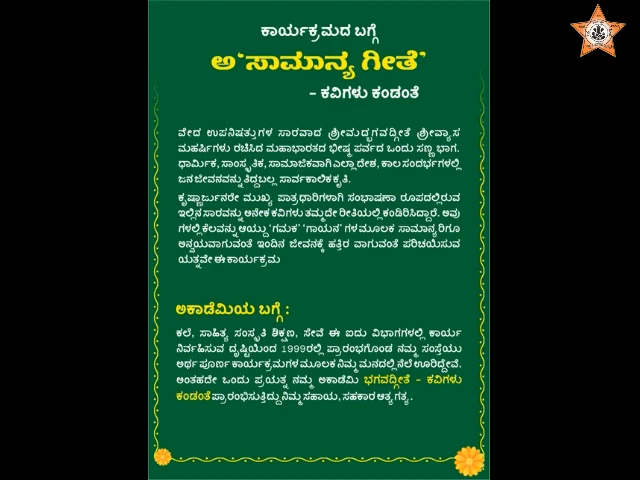 ಕಾರ್ಯಕ್ರಮದ ಬಗ್ಗೆ
ಅ‘ಸಾಮಾನ್ಯ ಗೀತೆ’
– ಕವಿಗಳು ಕಂಡಂತೆ
ವೇದ ಉಪನಿಷತ್ತುಗಳ ಸಾರವಾದ ಶ್ರೀಮದ್ಭಗವದ್ಗೀತೆ ಶ್ರೀವ್ಯಾಸ
ಮಹರ್ಷಿಗಳು ರಚಿಸಿದ ಮಹಾಭಾರತದ ಭೀಷ್ಮ ಪರ್ವದ ಒಂದು ಸಣ್ಣ ಭಾಗ.
ಧಾರ್ಮಿಕ, ಸಾಂಸ್ಕೃತಿಕ, ಸಾಮಾಜಿಕವಾಗಿ ಎಲ್ಲಾ ದೇಶ, ಕಾಲ ಸಂದರ್ಭಗಳಲ್ಲಿ
ಜನ ಜೀವನವನ್ನು ತಿದ್ದಬಲ್ಲ ಸಾರ್ವಕಾಲಿಕ ಕೃತಿ.
ಕೃಷ್ಣಾರ್ಜುನರೇ ಮುಖ್ಯ ಪಾತ್ರಧಾರಿಗಳಾಗಿ ಸಂಭಾಷಣಾ ರೂಪದಲ್ಲಿರುವ
ಇಲ್ಲಿನ ಸಾರವನ್ನು ಅನೇಕ ಕವಿಗಳು ತಮ್ಮದೇ ರೀತಿಯಲ್ಲಿ ಕಂಡಿರಿಸಿದ್ದಾರೆ. ಅವು
ಗಳಲ್ಲಿ ಕೆಲವನ್ನು ಆಯ್ದು ‘ಗಮಕ’ ‘ಗಾಯನ’ ಗಳ ಮೂಲಕ ಸಾಮಾನ್ಯರಿಗೂ
ಅನ್ವಯವಾಗುವಂತೆ ಇಂದಿನ ಜೀವನಕ್ಕೆ ಹತ್ತಿರ ವಾಗುವಂತೆ ಪರಿಚಯಿಸುವ
ಯತ್ನವೇ ಈ ಕಾರ್ಯಕ್ರಮ
ಅಕಾಡೆಮಿಯ ಬಗ್ಗೆ :
ಕಲೆ, ಸಾಹಿತ್ಯ ಸಂಸ್ಕೃತಿ ಶಿಕ್ಷಣ, ಸೇವೆ ಈ ಐದು ವಿಭಾಗಗಳಲ್ಲಿ ಕಾರ್ಯ
ನಿರ್ವಹಿಸುವ ದೃಷ್ಟಿಯಿಂದ 1999ರಲ್ಲಿ ಪ್ರಾರಂಭಗೊಂಡ ನಮ್ಮ ಸಂಸ್ಥೆಯು
ಅರ್ಥಪೂರ್ಣ ಕಾರ್ಯಕ್ರಮಗಳ ಮೂಲಕ ನಿಮ್ಮ ಮನದಲ್ಲಿ ನೆಲೆ ಊರಿದ್ದೇವೆ.
ಅಂತಹದೇ ಒಂದು ಪ್ರಯತ್ನ ನಮ್ಮ ಅಕಾಡೆಮಿ ಭಗವದ್ಗೀತೆ – ಕವಿಗಳು
ಕಂಡಂತೆ ಪ್ರಾರಂಭಿಸುತ್ತಿದ್ದು ನಿಮ್ಮ ಸಹಾಯ, ಸಹಕಾರ ಅತ್ಯಗತ್ಯ.